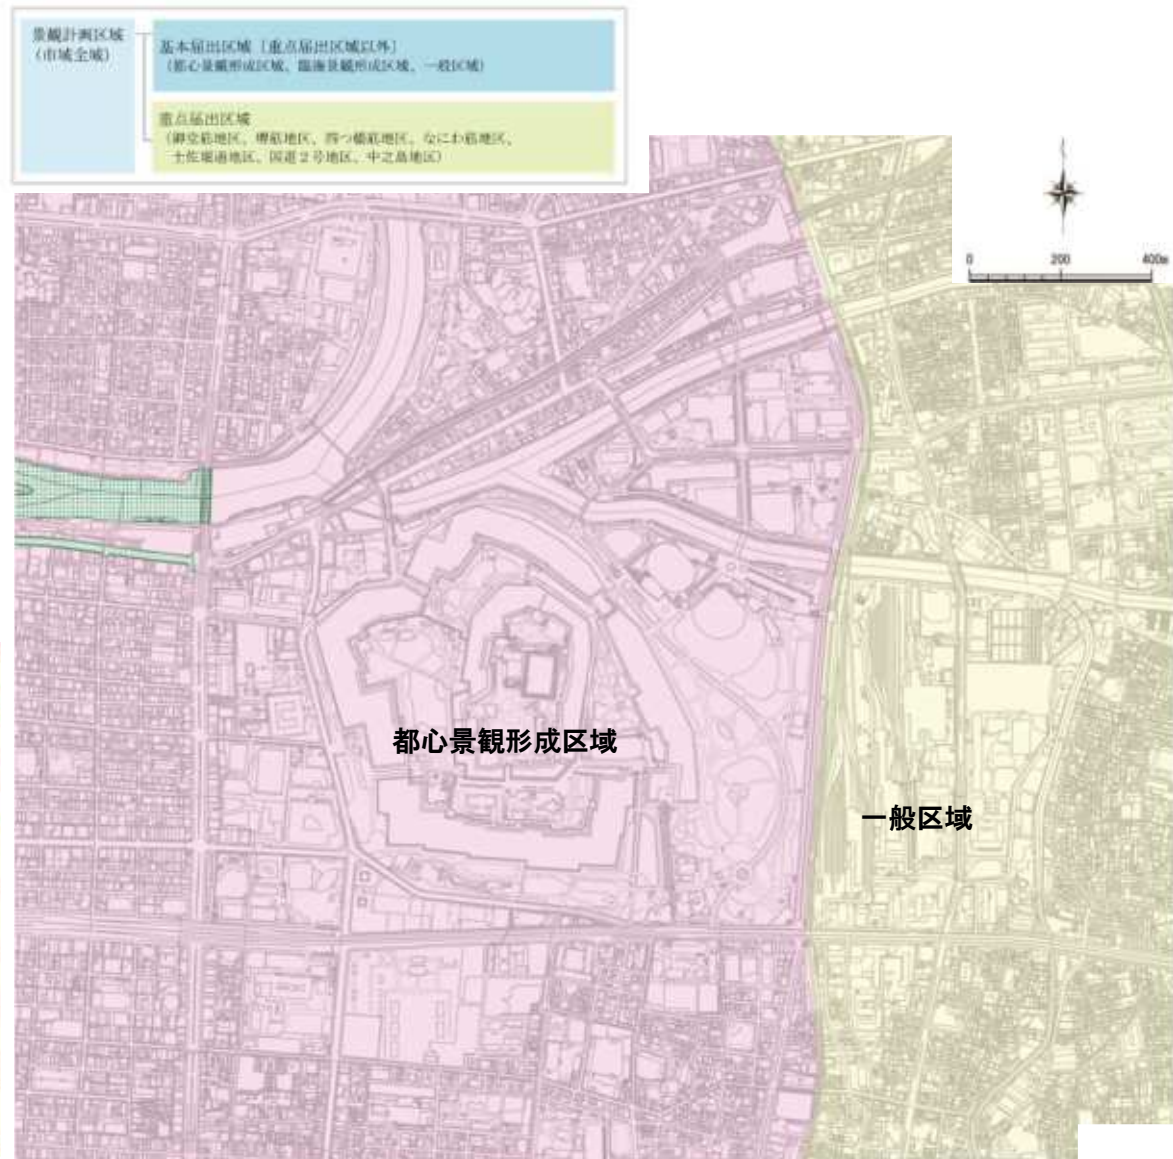 景観計画区域
(市域全域)
基本届出区域［重点届出区域以外］
(都心景観形成区域、臨海景観形成区域、一般区域)
重点届出区域
(御堂筋地区、堺筋地区、四つ橋筋地区、なにわ筋地区、
土佐堀通地区、国道２号地区、中之島地区)
0 200 400m
都心景観形成区域
一般区域